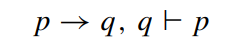 p → q, q ⊢ p